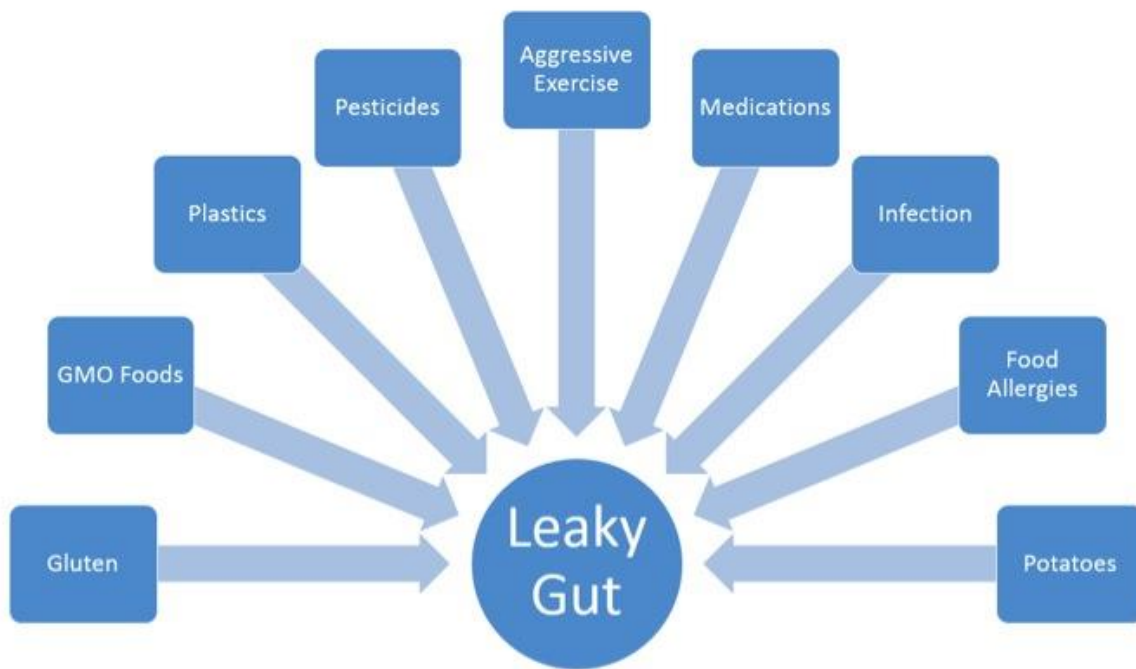 Aggressive
Exercise
Pesticides
Medications
Plastics
Infection
GMO Foods
Food
Allergies
Gluten
Leaky
Gut
Potatoes